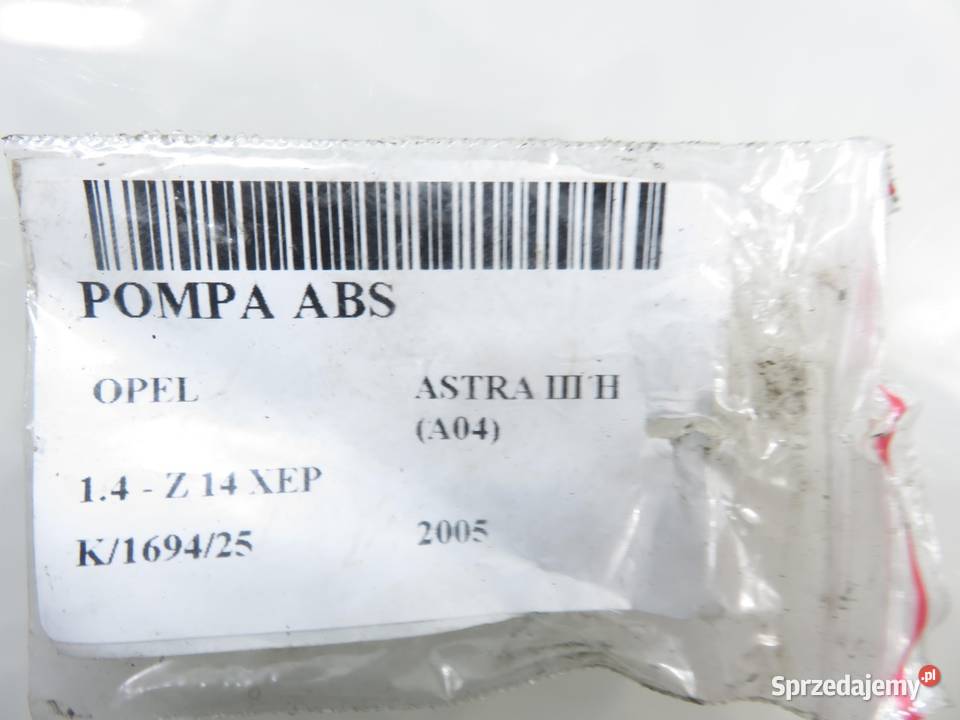 POMPA ABS
OPEL ASTRA III H
(A04)
1.4 - Z 14 XEP
K/1694/25 2005
Sprzedajemy.pl